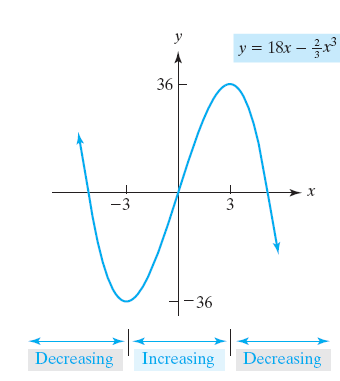 y
y = 18x − 2/3x³
36
x
−3
3
−36
Decreasing Increasing Decreasing